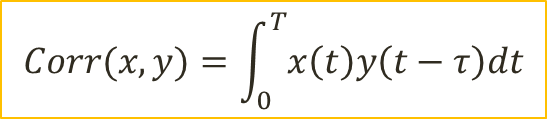 Corr(x, y) = ∫₀ᵀ x(t)y(t − τ)dt